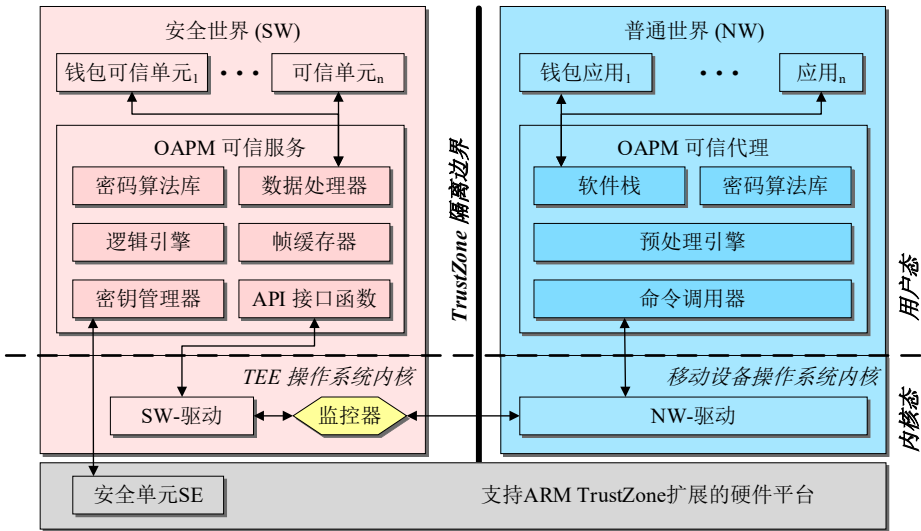 安全世界 (SW)
钱包可信单元1
• • •
可信单元n
OAPM 可信服务
密码算法库
数据处理器
逻辑引擎
帧缓存器
密钥管理器
API 接口函数
TEE 操作系统内核
SW-驱动
监控器
TrustZone 隔离边界
普通世界 (NW)
钱包应用1
• • •
应用n
OAPM 可信代理
软件栈
密码算法库
预处理引擎
命令调用器
移动设备操作系统内核
NW-驱动
用户态
内核态
安全单元SE
支持ARM TrustZone扩展的硬件平台